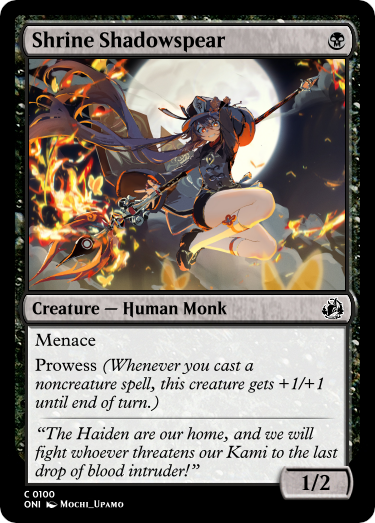 Shrine Shadowspear
Creature — Human Monk
Menace
Prowess (Whenever you cast a
noncreature spell, this creature gets +1/+1
until end of turn.)
“The Haiden are our home, and we will
fight whoever threatens our Kami to the last
drop of blood intruder!”
1/2
C 0100
ONI Mochi_Upamo